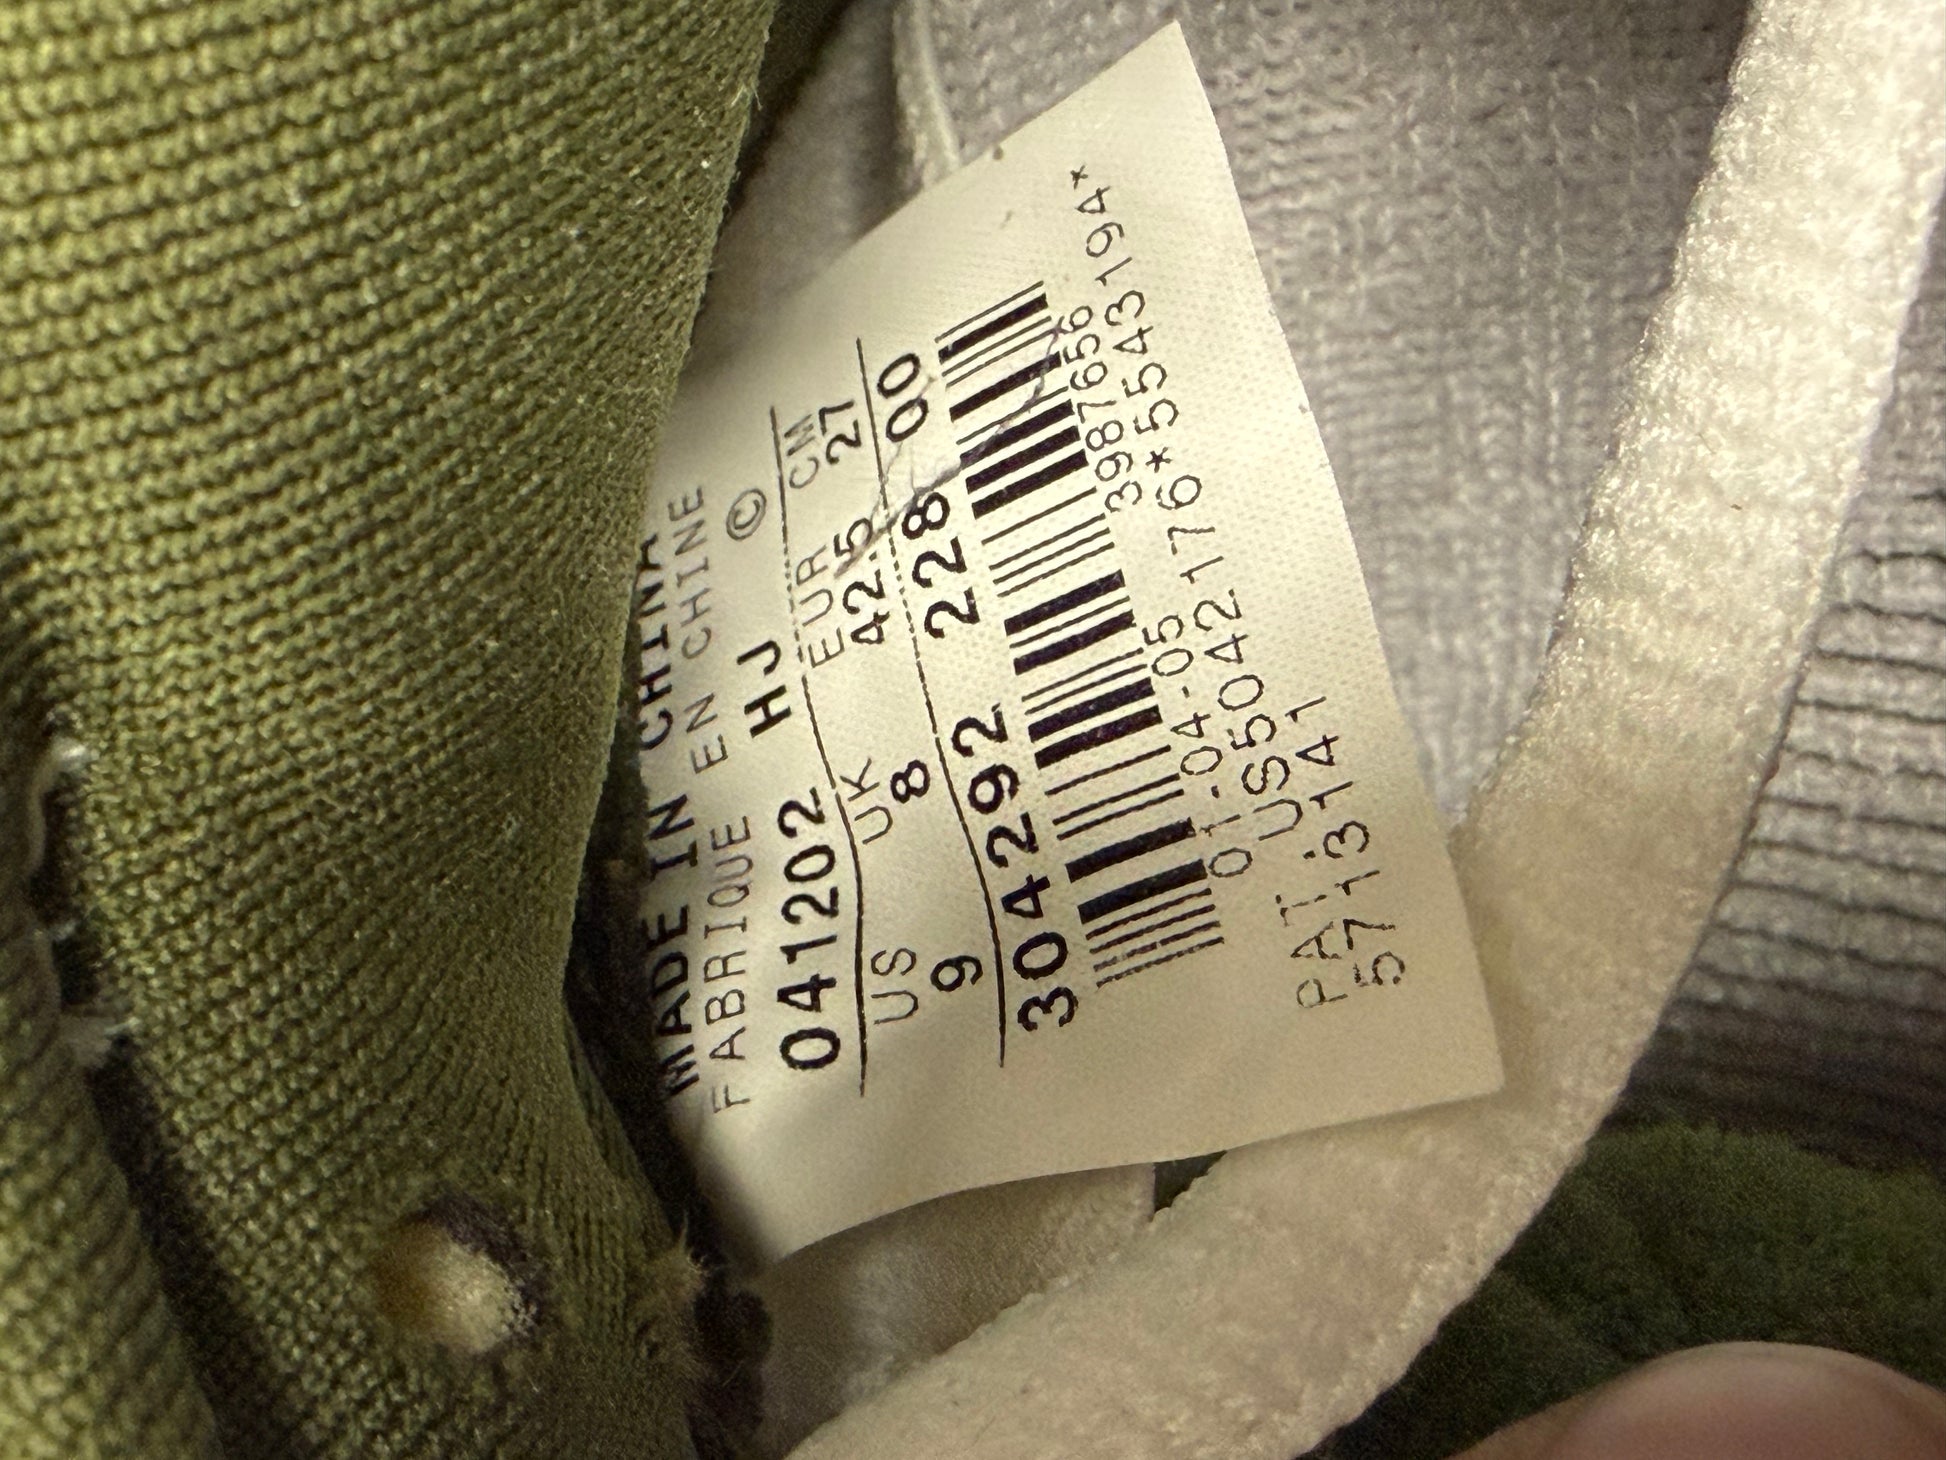 MADE IN CHINA
FABRIQUE EN CHINE
041202 HJ ©
US UK EUR CM
9 8 42.5 27
304292 228 00
01-04-05 3987656
PAT. US5042176*5543194*
5713141